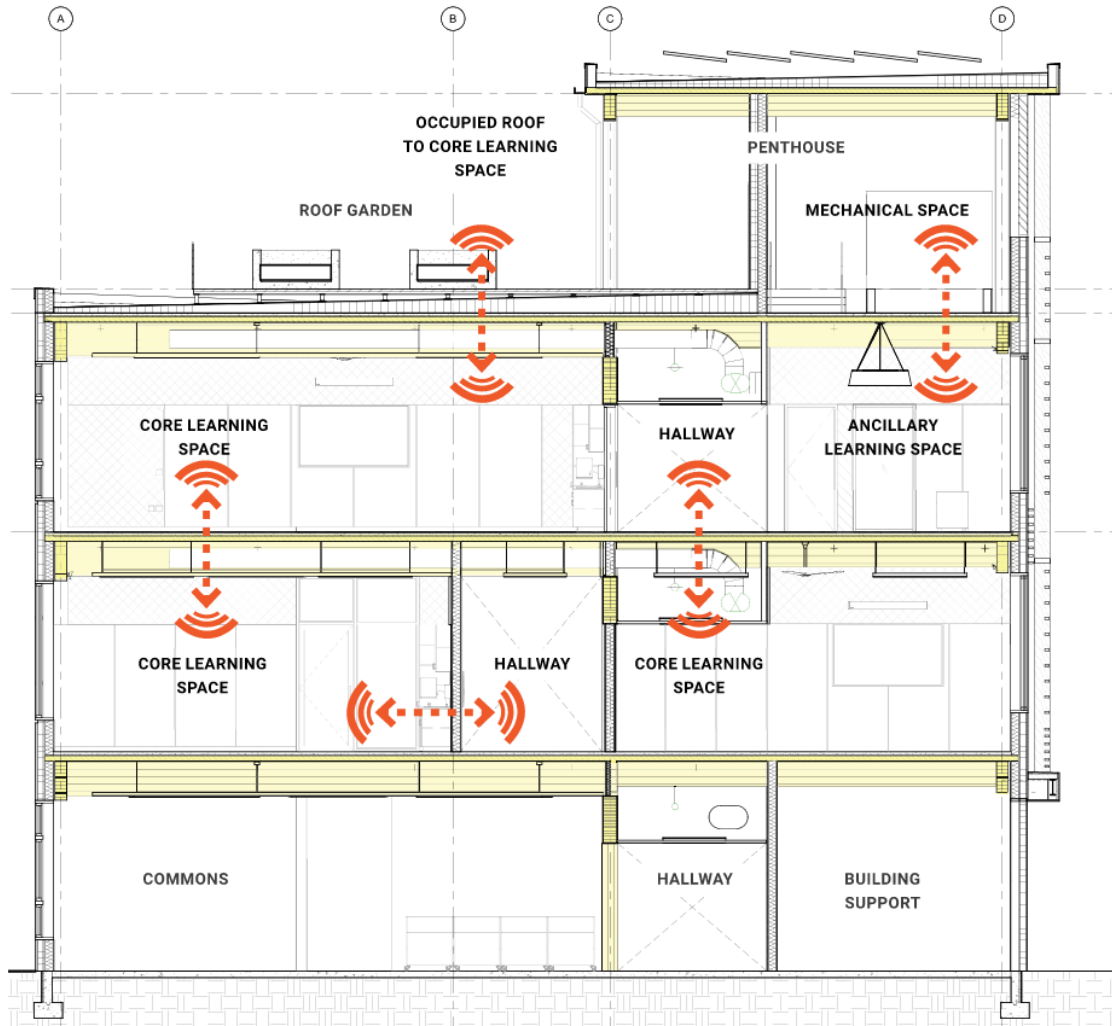 A
B
C
D
OCCUPIED ROOF
TO CORE LEARNING
SPACE
PENTHOUSE
ROOF GARDEN
MECHANICAL SPACE
CORE LEARNING
SPACE
HALLWAY
ANCILLARY
LEARNING SPACE
CORE LEARNING
SPACE
HALLWAY
CORE LEARNING
SPACE
COMMONS
HALLWAY
BUILDING
SUPPORT